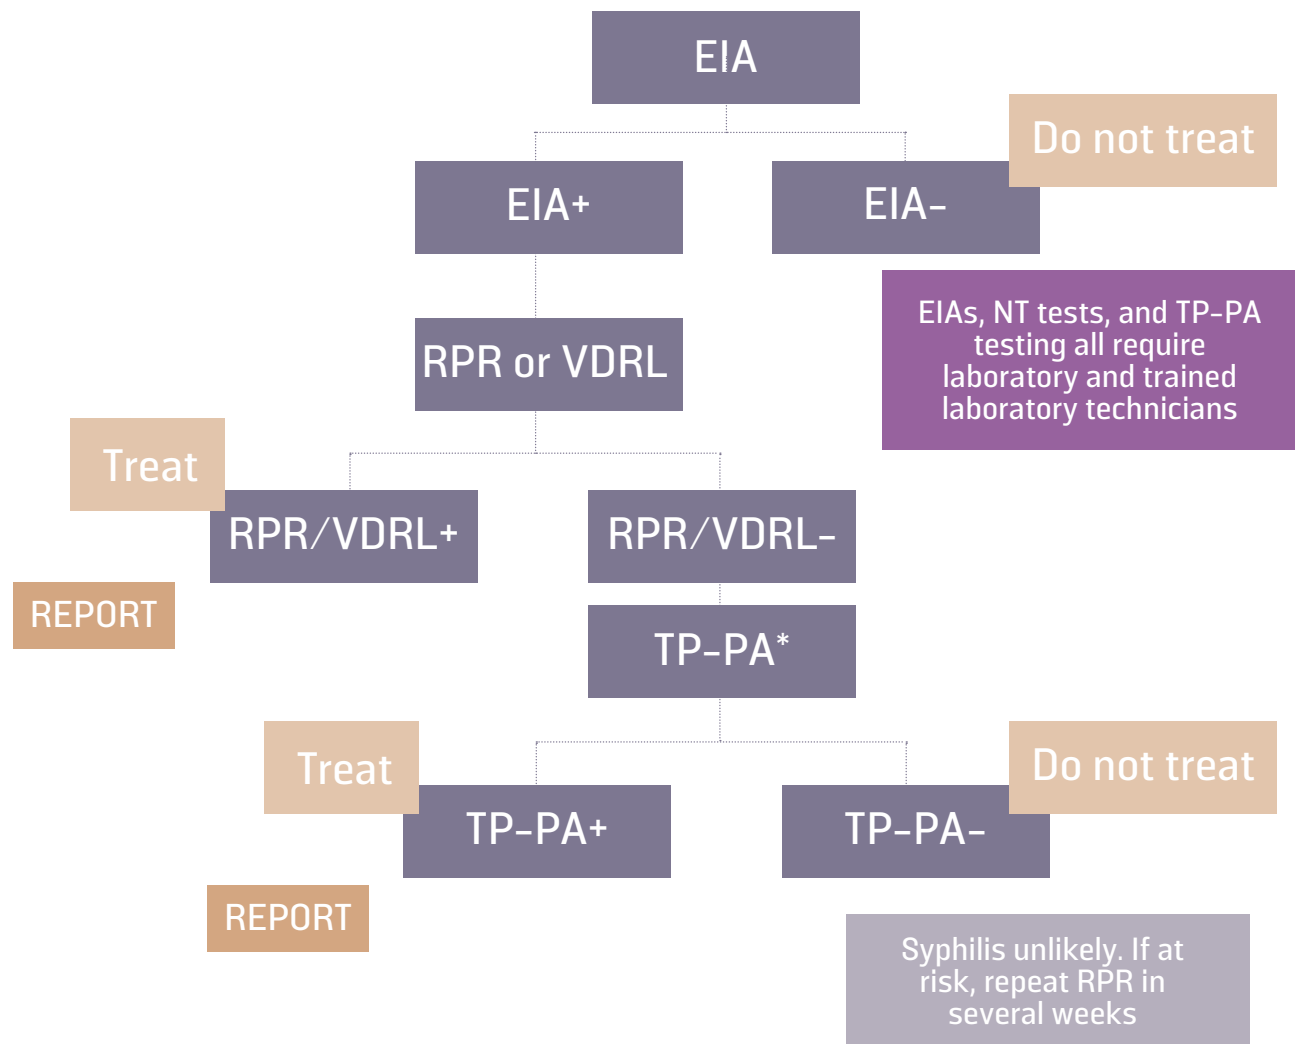 EIA
Do not treat
EIA+
EIA-
EIAs, NT tests, and TP-PA
testing all require
laboratory and trained
laboratory technicians
RPR or VDRL
Treat
RPR/VDRL+
RPR/VDRL-
REPORT
TP-PA*
Treat
Do not treat
TP-PA+
TP-PA-
REPORT
Syphilis unlikely. If at
risk, repeat RPR in
several weeks